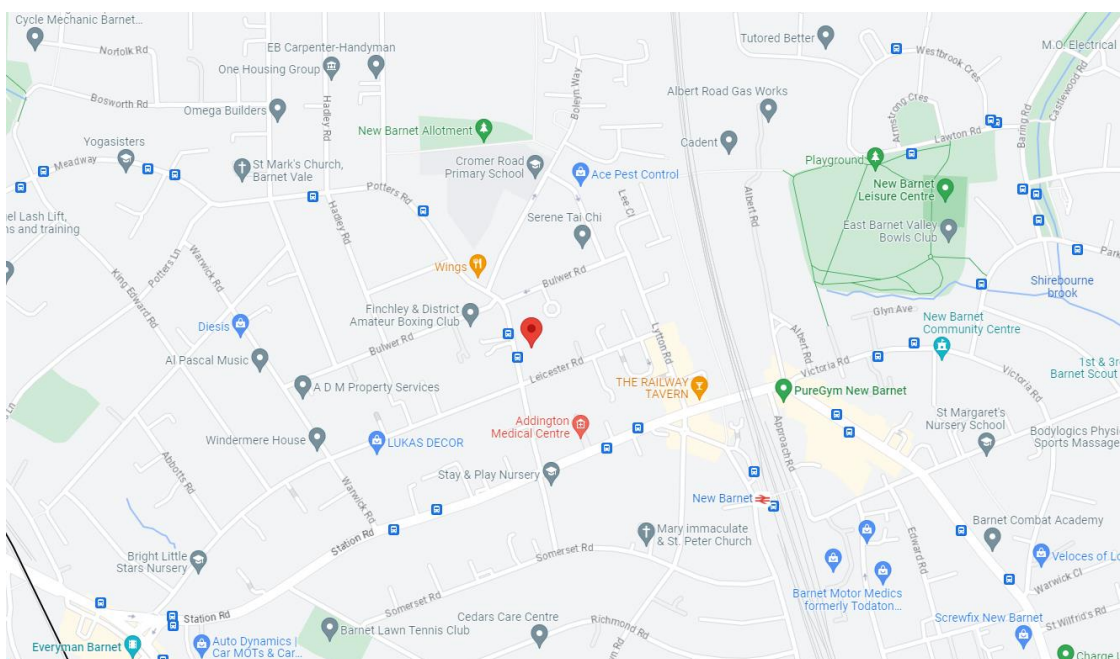 Cycle Mechanic Barnet...
Norfolk Rd
EB Carpenter-Handyman
One Housing Group
Hadley Rd
Bosworth Rd
Omega Builders
Boleyn Way
Tutored Better
Westbrook Cres
M.O. Electrical
Castlewood Rd
Baring Rd
Albert Road Gas Works
Armstrong Cres
Lawton Rd
Cadent
New Barnet Allotment
Yogasisters
Meadway
St Mark's Church,
Barnet Vale
Cromer Road
Primary School
Ace Pest Control
Playground
New Barnet
Leisure Centre
Potters Rd
Lee Cl
Albert Rd
Serene Tai Chi
East Barnet Valley
Bowls Club
el Lash Lift,
s and training
Potters Ln
Warwick Rd
Hadley Rd
King Edward Rd
Wings
Bulwer Rd
Park
Shirebourne
brook
Finchley & District
Amateur Boxing Club
Glyn Ave
New Barnet
Community Centre
Diesis
Bulwer Rd
Lytton Rd
Albert Rd
Al Pascal Music
Leicester Rd
Victoria Rd
Victoria Rd
1st & 3r
Barnet Scout
A D M Property Services
THE RAILWAY
TAVERN
PureGym New Barnet
Ln
Addington
Medical Centre
St Margaret's
Nursery School
Windermere House
LUKAS DECOR
Approach Rd
Bodylogics Physi
Sports Massage
Abbotts Rd
Warwick Rd
Stay & Play Nursery
New Barnet
Station Rd
Mary immaculate
& St. Peter Church
Edward Rd
Barnet Combat Academy
Bright Little
Stars Nursery
Somerset Rd
Veloces of Lo
Warwick Cl
Barnet Motor Medics
formerly Todaton...
Station Rd
Somerset Rd
Cedars Care Centre
Richmond Rd
Screwfix New Barnet
St Wilfrid's Rd
Everyman Barnet
Auto Dynamics |
Car MOTs & Car...
Barnet Lawn Tennis Club
n Rd
Charge